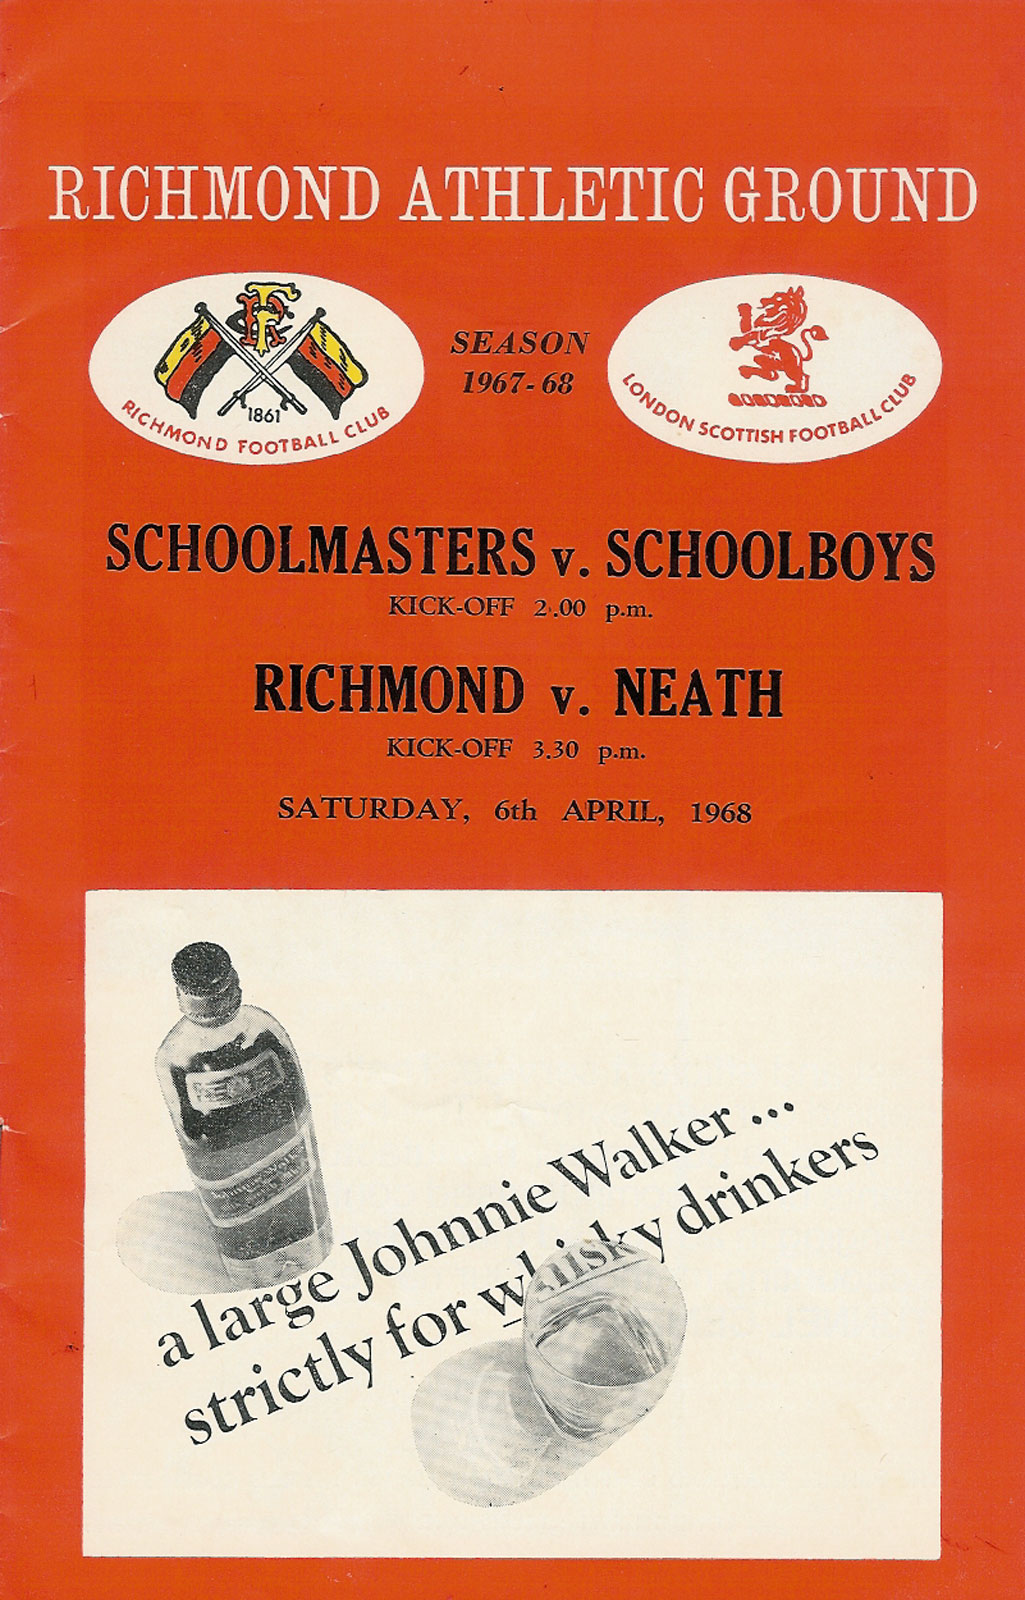 RICHMOND ATHLETIC GROUND
1861
RICHMOND FOOTBALL CLUB
SEASON
1967-68
LONDON SCOTTISH FOOTBALL CLUB
SCHOOLMASTERS v. SCHOOLBOYS
KICK-OFF 2.00 p.m.
RICHMOND v. NEATH
KICK-OFF 3.30 p.m.
SATURDAY, 6th APRIL, 1968
a large Johnnie Walker ...
strictly for whisky drinkers